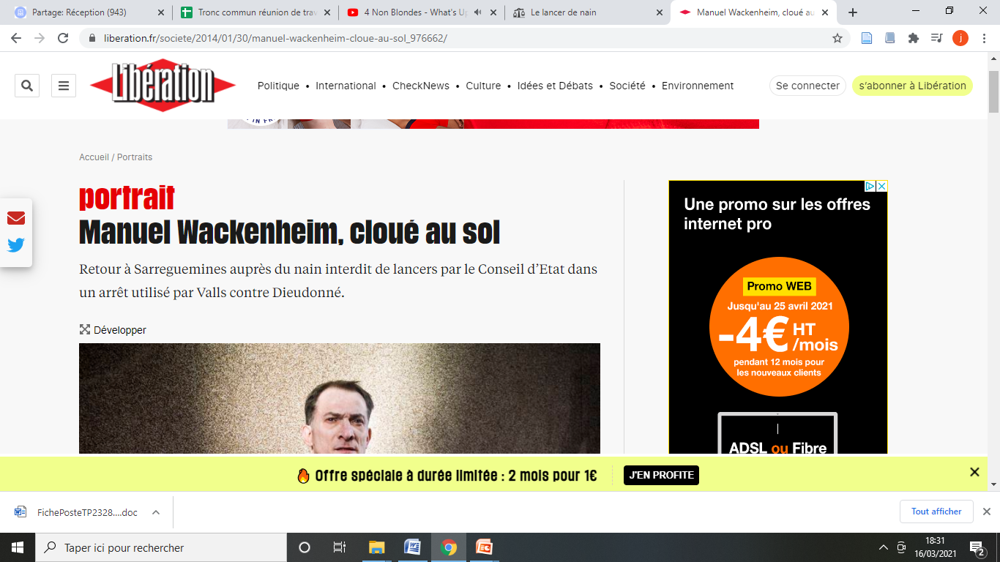 Partage: Réception (943)
Tronc commun réunion de trav
4 Non Blondes - What's Up
Le lancer de nain
Manuel Wackenheim, cloué au
liberation.fr/societe/2014/01/30/manuel-wackenheim-cloue-au-sol_976662/
j
Libération
Politique • International • CheckNews • Culture • Idées et Débats • Société • Environnement
Se connecter
s'abonner à Libération
Accueil / Portraits
portrait
Manuel Wackenheim, cloué au sol
Retour à Sarreguemines auprès du nain interdit de lancers par le Conseil d'Etat dans
un arrêt utilisé par Valls contre Dieudonné.
Développer
Une promo sur les offres
internet pro
Promo WEB
Jusqu'au 25 avril 2021
-4€ HT
/mois
pendant 12 mois pour
les nouveaux clients
ADSL ou Fibre
Offre spéciale à durée limitée : 2 mois pour 1€
J'EN PROFITE
FichePosteTP2328....doc
Tout afficher
Taper ici pour rechercher
18:31
16/03/2021
2